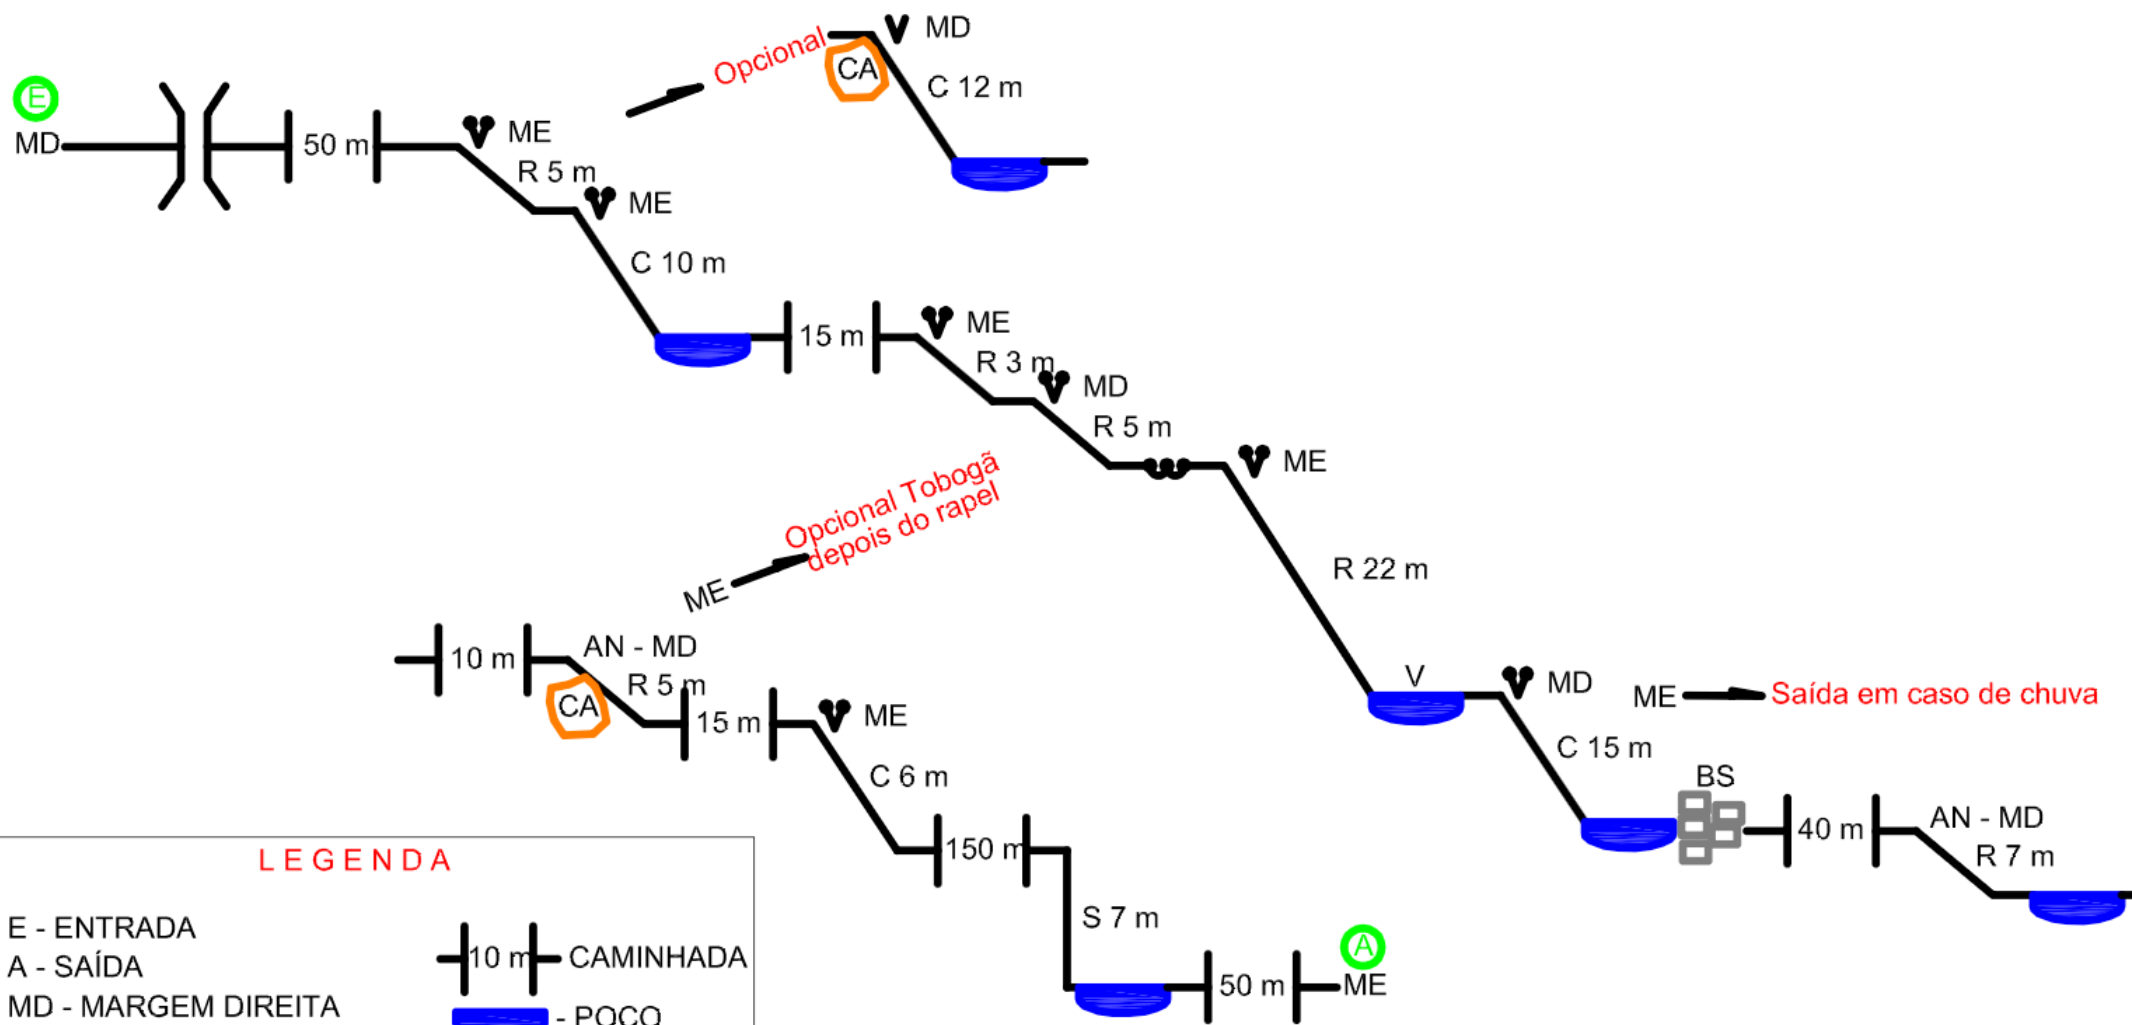 MD
Opcional
CA
C 12 m
E
MD
50 m
ME
R 5 m
ME
C 10 m
15 m
ME
R 3 m
MD
R 5 m
ME
R 22 m
V
MD
ME
Saída em caso de chuva
C 15 m
BS
40 m
AN - MD
R 7 m
Opcional Tobogã
depois do rapel
ME
10 m
AN - MD
R 5 m
CA
15 m
ME
C 6 m
150 m
S 7 m
50 m
A
ME
LEGENDA
E - ENTRADA
A - SAÍDA
MD - MARGEM DIREITA
10 m
CAMINHADA
- POÇO